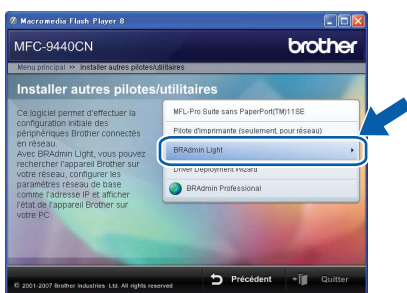 Macromedia Flash Player 8
MFC-9440CN
brother
Menu principal >> Installer autres pilotes/utilitaires
Installer autres pilotes/utilitaires
Ce logiciel permet d'effectuer la
configuration initiale des
périphériques Brother connectés
en réseau.
Avec BRAdmin Light, vous pouvez
rechercher l'appareil Brother sur
votre réseau, configurer les
paramètres réseau de base
comme l'adresse IP et afficher
l'état de l'appareil Brother sur
votre PC.
MFL-Pro Suite sans PaperPort(TM)11SE
Pilote d'imprimante (seulement, pour réseau)
BRAdmin Light
Driver Deployment Wizard
BRAdmin Professional
© 2001-2007 Brother Industries Ltd. All rights reserved
Précédent
Quitter